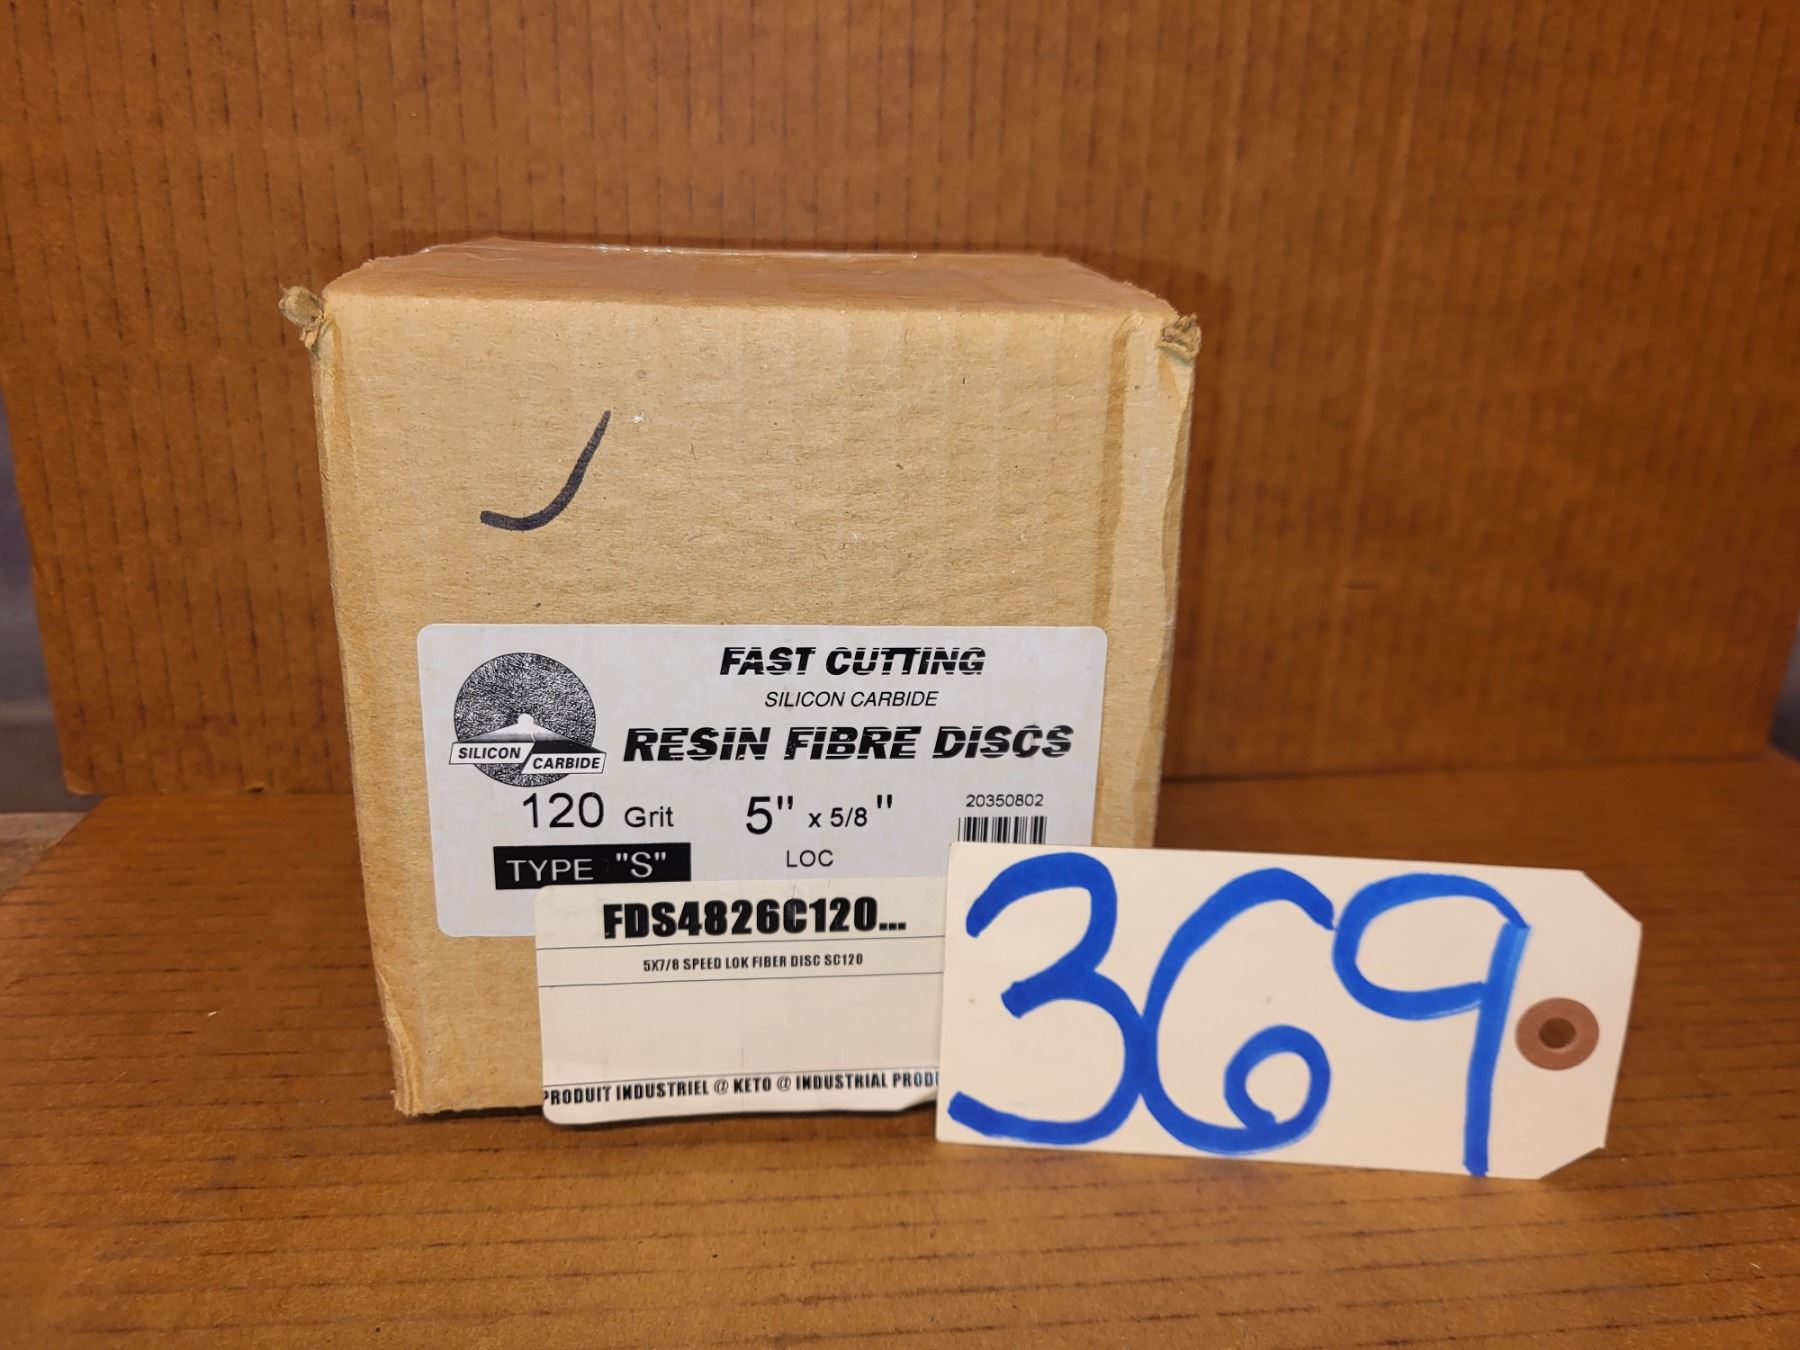 FAST CUTTING
SILICON CARBIDE
RESIN FIBRE DISCS
SILICON CARBIDE
120 Grit 5" x 5/8"
20350802
TYPE "S" LOC
FDS4826C120...
5X7/8 SPEED LOK FIBER DISC SC120
PRODUIT INDUSTRIEL @ KETO @ INDUSTRIAL
369